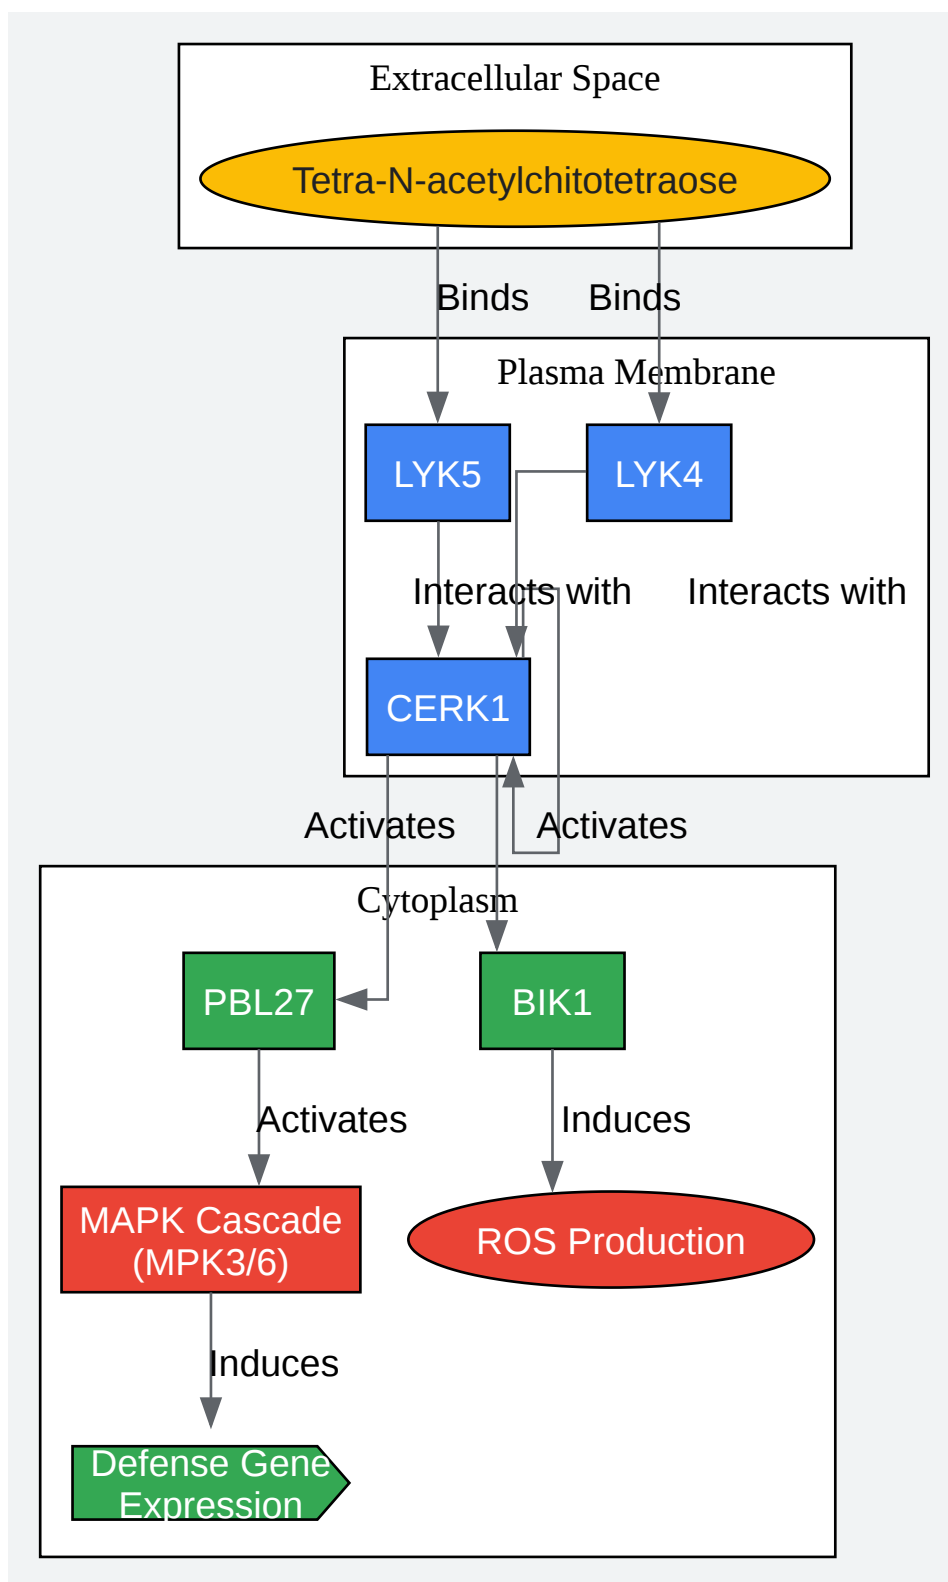 Extracellular Space
Tetra-N-acetylchitotetraose
Binds
Binds
Plasma Membrane
LYK5
LYK4
Interacts with
Interacts with
CERK1
Activates
Activates
Cytoplasm
PBL27
BIK1
Activates
Induces
MAPK Cascade
(MPK3/6)
ROS Production
Induces
Defense Gene
Expression